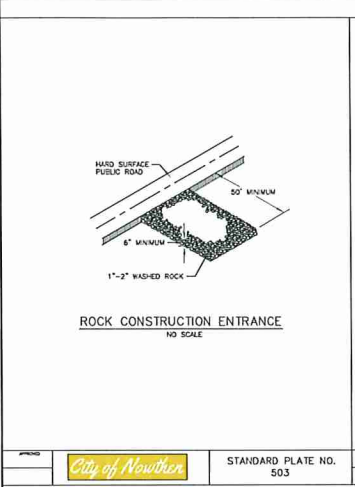 HARD SURFACE
PUBLIC ROAD
50' MINIMUM
6" MINIMUM
1"-2" WASHED ROCK
ROCK CONSTRUCTION ENTRANCE
NO SCALE
City of Nowthen
STANDARD PLATE NO.
503